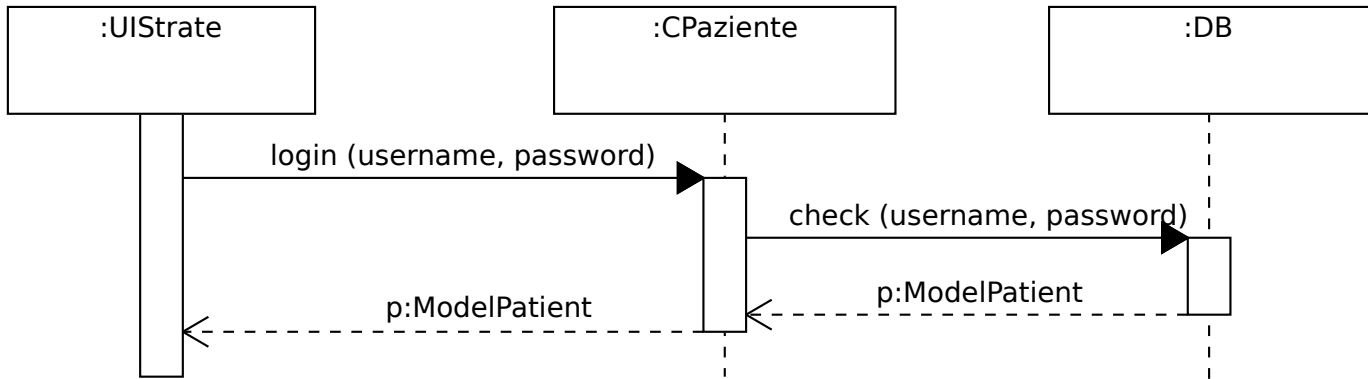 :UIStrate
:CPaziente
:DB
login (username, password)
check (username, password)
p:ModelPatient
p:ModelPatient